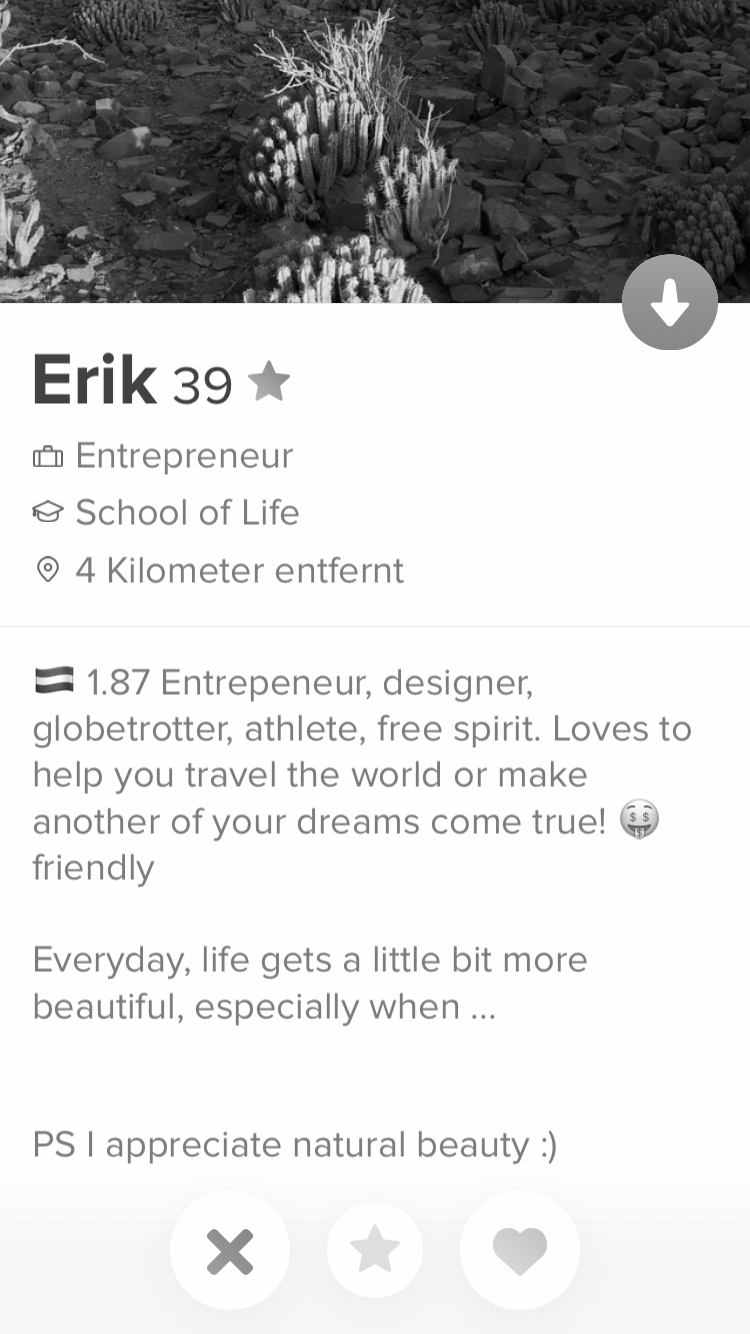 Erik 39
Entrepreneur
School of Life
4 Kilometer entfernt
1.87 Entrepeneur, designer,
globetrotter, athlete, free spirit. Loves to
help you travel the world or make
another of your dreams come true! 🤑
friendly
Everyday, life gets a little bit more
beautiful, especially when ...
PS I appreciate natural beauty :)